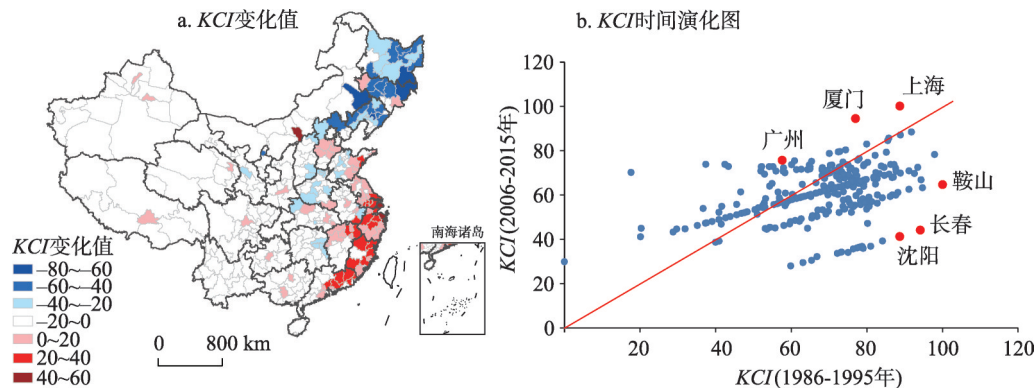 a. KCI变化值
南海诸岛
KCI变化值
–80~–60
–60~–40
–40~–20
–20~0
0~20
20~40
40~60
0 800 km
b. KCI时间演化图
KCI (2006-2015年)
120
100
80
60
40
20
0
上海
厦门
广州
鞍山
长春
沈阳
20 40 60 80 100 120
KCI (1986-1995年)